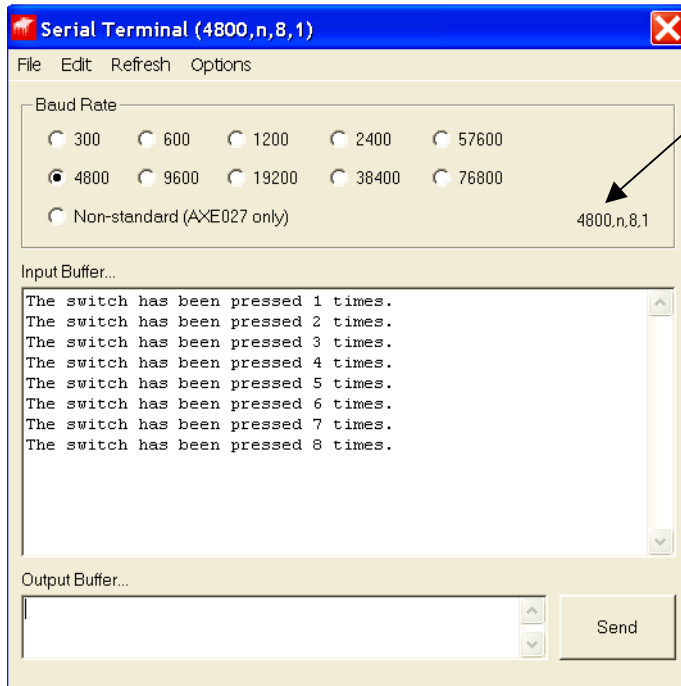 Serial Terminal (4800,n,8,1)
File Edit Refresh Options
Baud Rate
300 600 1200 2400 57600
4800 9600 19200 38400 76800
Non-standard (AXE027 only)
4800,n,8,1
Input Buffer...
The switch has been pressed 1 times.
The switch has been pressed 2 times.
The switch has been pressed 3 times.
The switch has been pressed 4 times.
The switch has been pressed 5 times.
The switch has been pressed 6 times.
The switch has been pressed 7 times.
The switch has been pressed 8 times.
Output Buffer...
Send